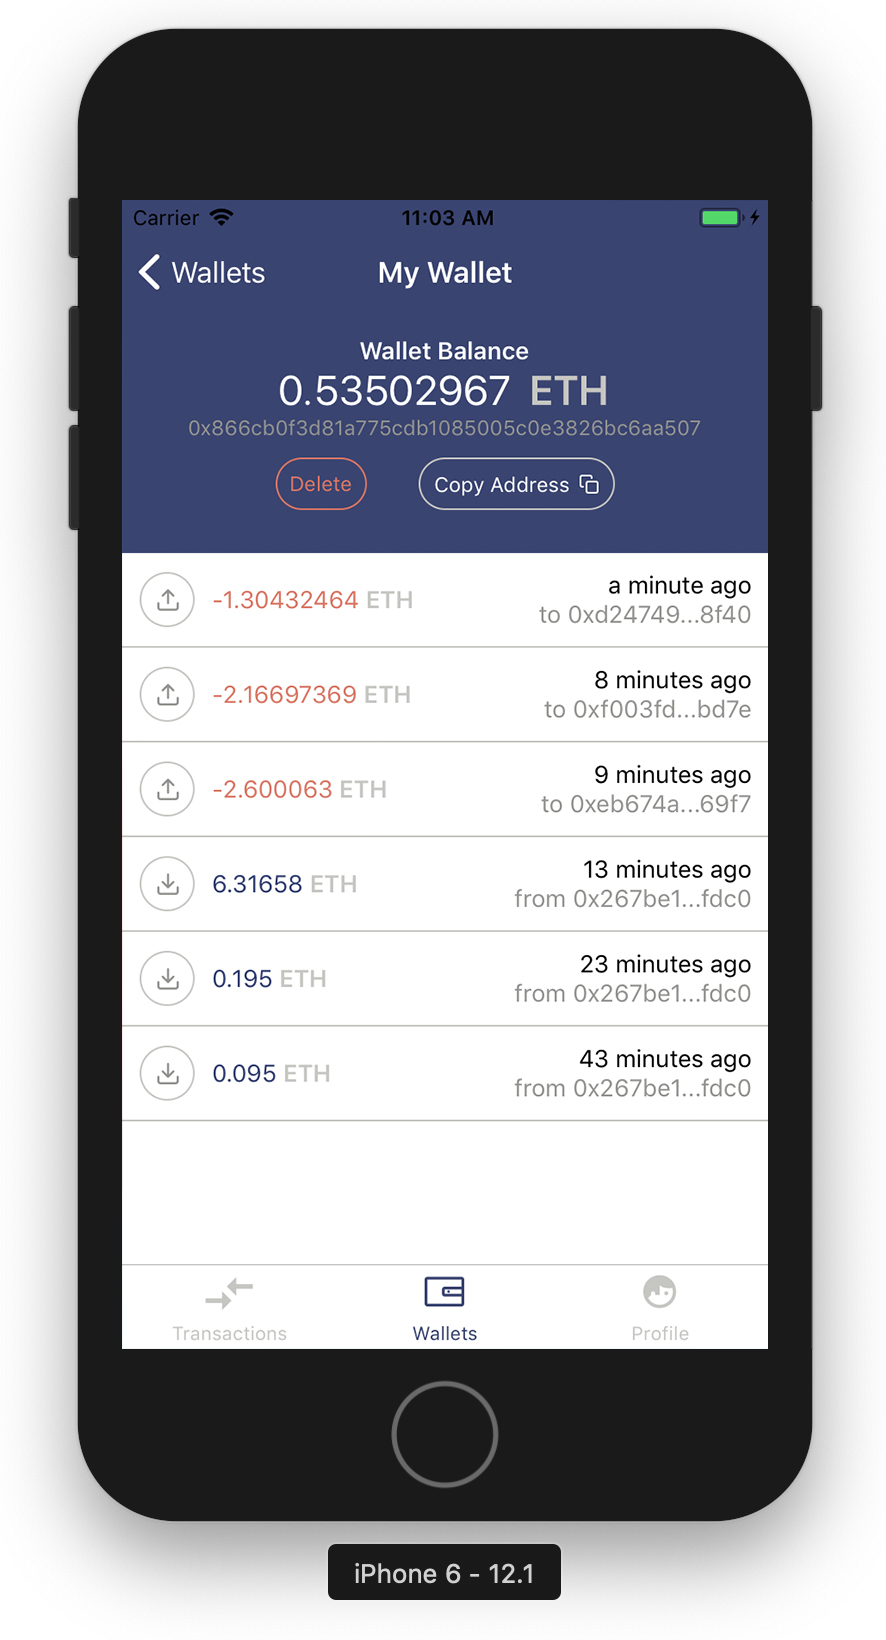 Carrier 11:03 AM
Wallets My Wallet
Wallet Balance
0.53502967 ETH
0x866cb0f3d81a775cdb1085005c0e3826bc6aa507
Delete Copy Address
-1.30432464 ETH a minute ago
to 0xd24749...8f40
-2.16697369 ETH 8 minutes ago
to 0xf003fd...bd7e
-2.600063 ETH 9 minutes ago
to 0xeb674a...69f7
6.31658 ETH 13 minutes ago
from 0x267be1...fdc0
0.195 ETH 23 minutes ago
from 0x267be1...fdc0
0.095 ETH 43 minutes ago
from 0x267be1...fdc0
Transactions Wallets Profile
iPhone 6 - 12.1